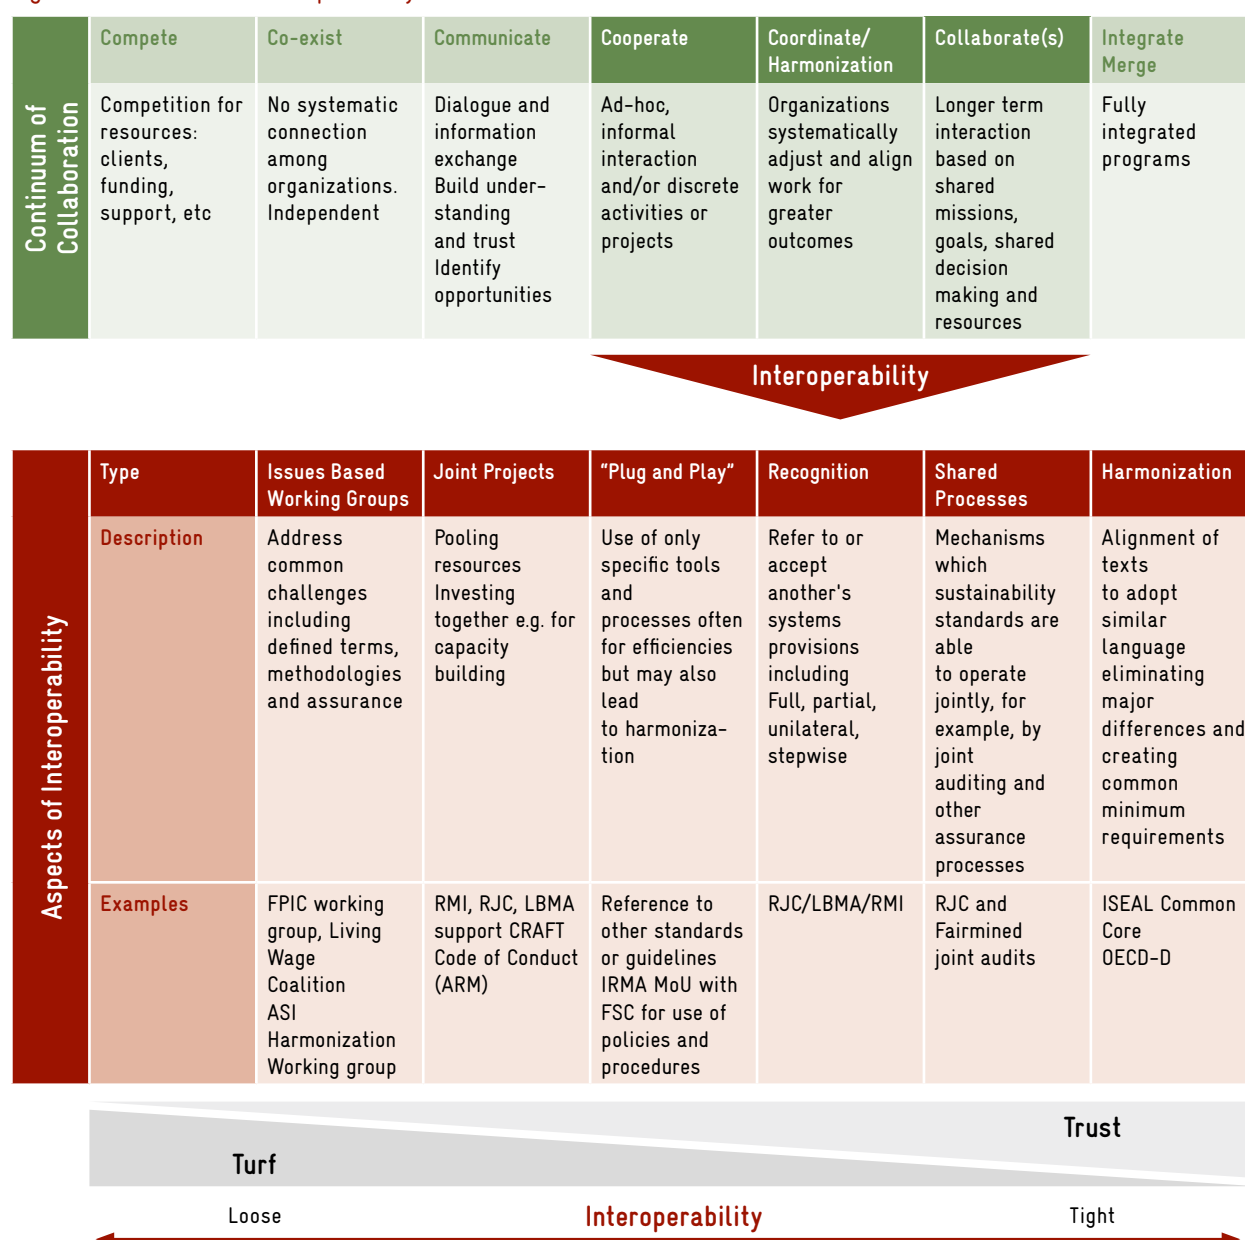 Continuum of
Collaboration
Compete
Co-exist
Communicate
Cooperate
Coordinate/
Harmonization
Collaborate(s)
Integrate
Merge
Competition for
resources:
clients,
funding,
support, etc
No systematic
connection
among
organizations.
Independent
Dialogue and
information
exchange
Build under-
standing
and trust
Identify
opportunities
Ad-hoc,
informal
interaction
and/or discrete
activities or
projects
Organizations
systematically
adjust and align
work for
greater
outcomes
Longer term
interaction
based on
shared
missions,
goals, shared
decision
making and
resources
Fully
integrated
programs
Interoperability
Aspects of Interoperability
Type
Issues Based
Working Groups
Joint Projects
"Plug and Play"
Recognition
Shared
Processes
Harmonization
Description
Address
common
challenges
including
defined terms,
methodologies
and assurance
Pooling
resources
Investing
together e.g. for
capacity
building
Use of only
specific tools
and
processes often
for efficiencies
but may also
lead
to harmoniza-
tion
Refer to or
accept
another's
systems
provisions
including
Full, partial,
unilateral,
stepwise
Mechanisms
which
sustainability
standards are
able
to operate
jointly, for
example, by
joint
auditing and
other
assurance
processes
Alignment of
texts
to adopt
similar
language
eliminating
major
differences and
creating
common
minimum
requirements
Examples
FPIC working
group, Living
Wage
Coalition
ASI
Harmonization
Working group
RMI, RJC, LBMA
support CRAFT
Code of Conduct
(ARM)
Reference to
other standards
or guidelines
IRMA MoU with
FSC for use of
policies and
procedures
RJC/LBMA/RMI
RJC and
Fairmined
joint audits
ISEAL Common
Core
OECD-D
Trust
Turf
Loose
Interoperability
Tight